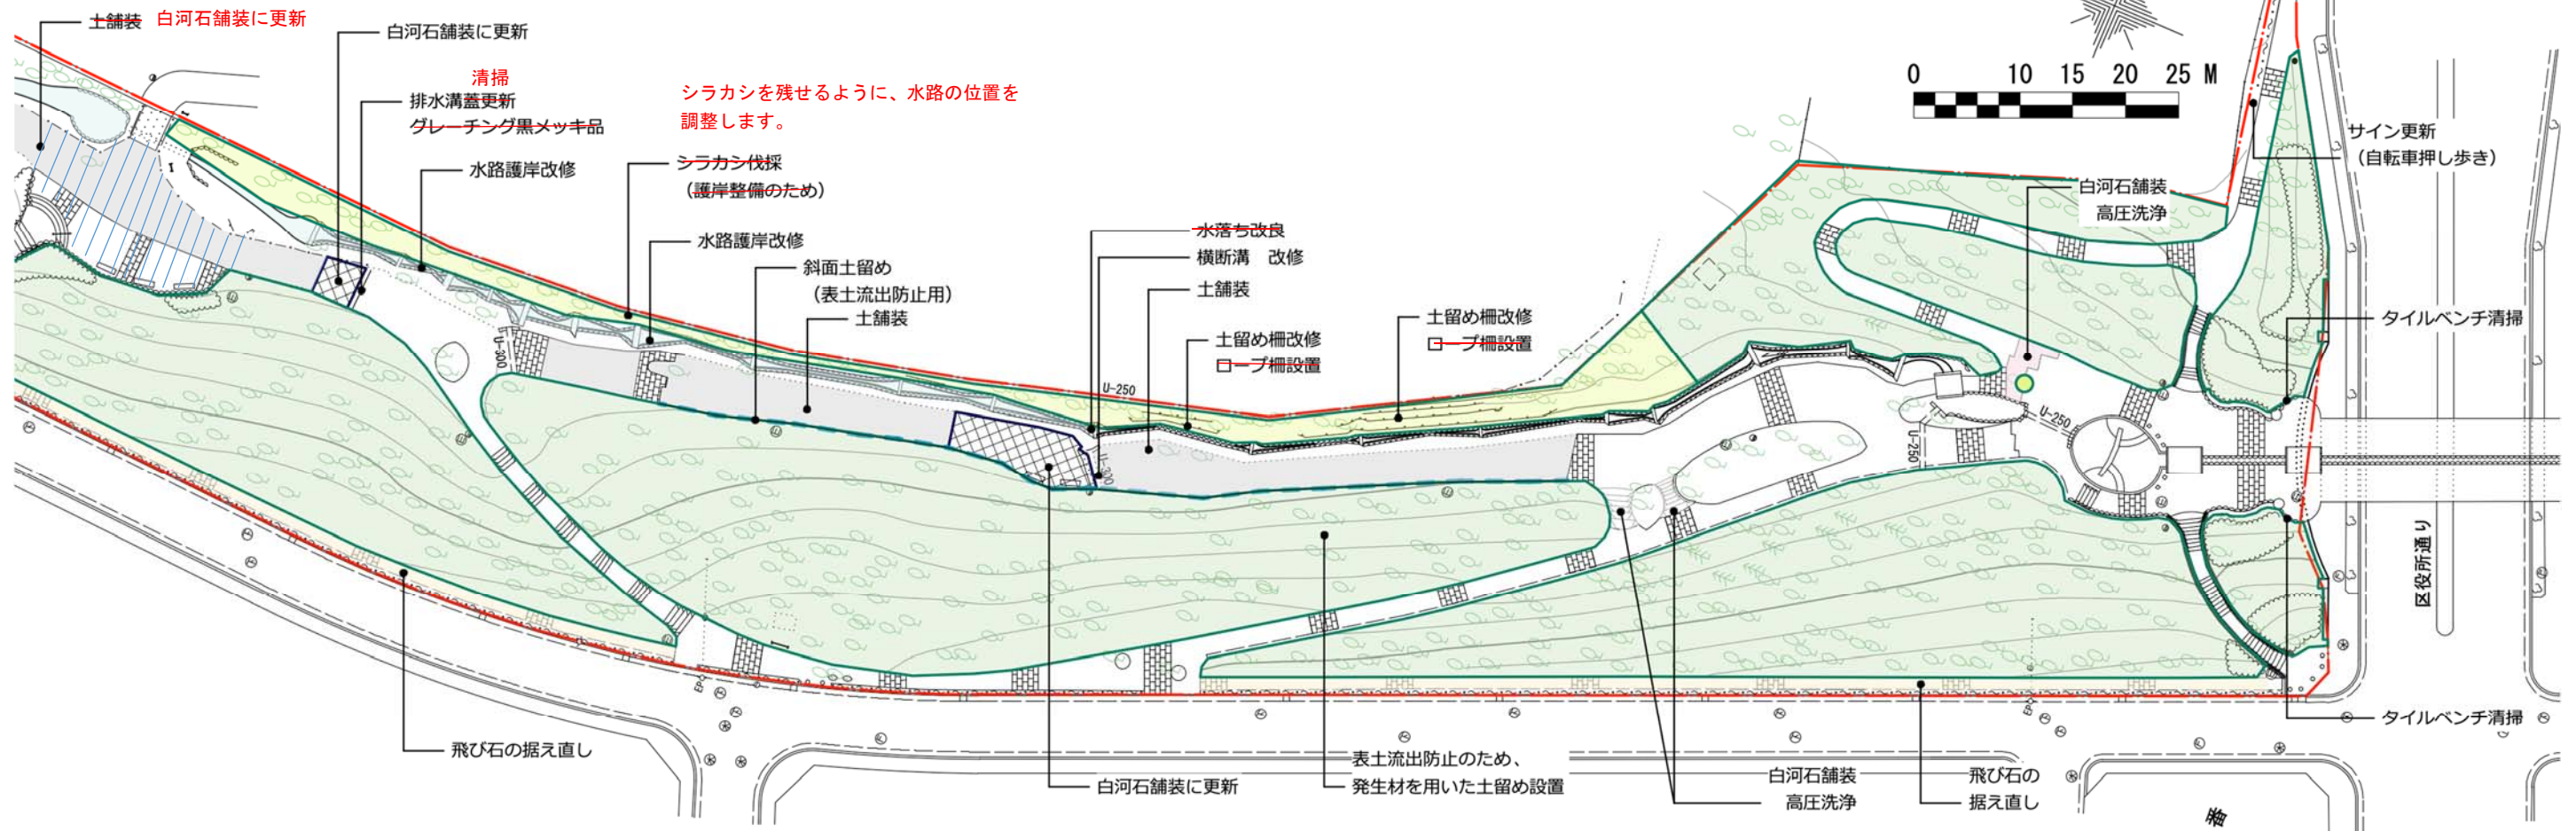 土舗装 白河石舗装に更新
白河石舗装に更新
清掃
排水溝蓋更新
グレーチング黒メッキ品
水路護岸改修
シラカシを残せるように、水路の位置を
調整します。
シラカシ伐採
（護岸整備のため）
水路護岸改修
斜面土留め
（表土流出防止用）
土舗装
水落ち改良
横断溝　改修
土舗装
土留め柵改修
ロープ柵設置
土留め柵改修
ロープ柵設置
0 10 15 20 25 M
サイン更新
（自転車押し歩き）
白河石舗装
高圧洗浄
タイルベンチ清掃
U-300
U-250
U-300
U-250
U-250
区役所通り
EP
EP
タイルベンチ清掃
飛び石の据え直し
白河石舗装に更新
表土流出防止のため、
発生材を用いた土留め設置
白河石舗装
高圧洗浄
飛び石の
据え直し
番